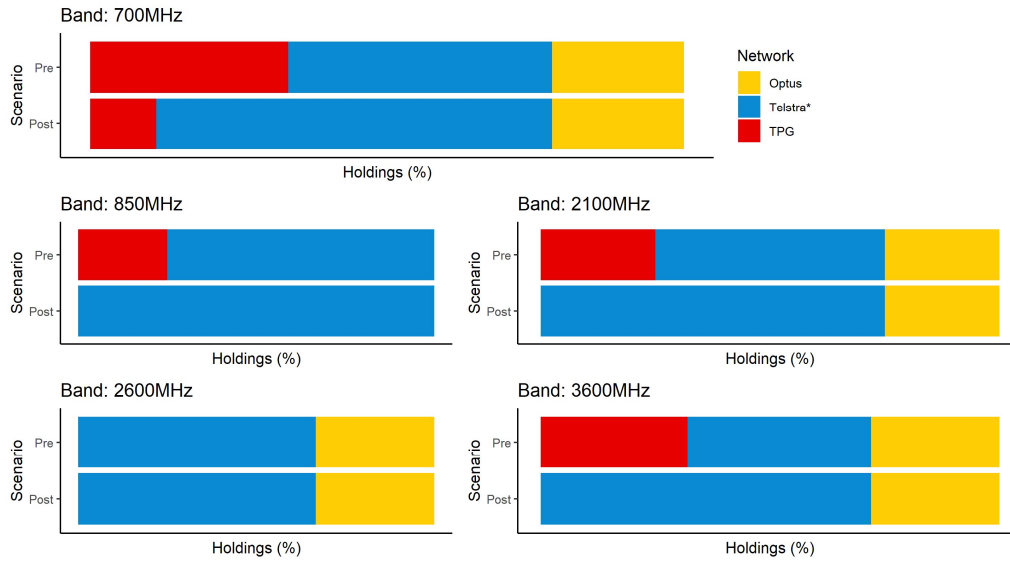 Band: 700MHz
Scenario
Pre
Post
Holdings (%)
Network
Optus
Telstra*
TPG
Band: 850MHz
Scenario
Pre
Post
Holdings (%)
Band: 2100MHz
Scenario
Pre
Post
Holdings (%)
Band: 2600MHz
Scenario
Pre
Post
Holdings (%)
Band: 3600MHz
Scenario
Pre
Post
Holdings (%)